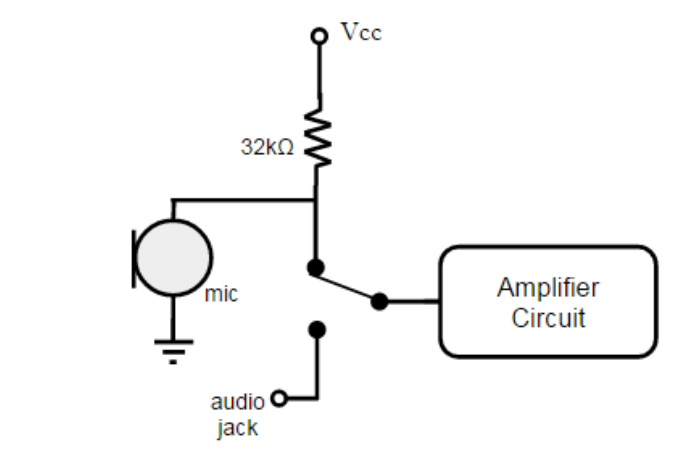 Vcc
32kΩ
mic
Amplifier
Circuit
audio
jack